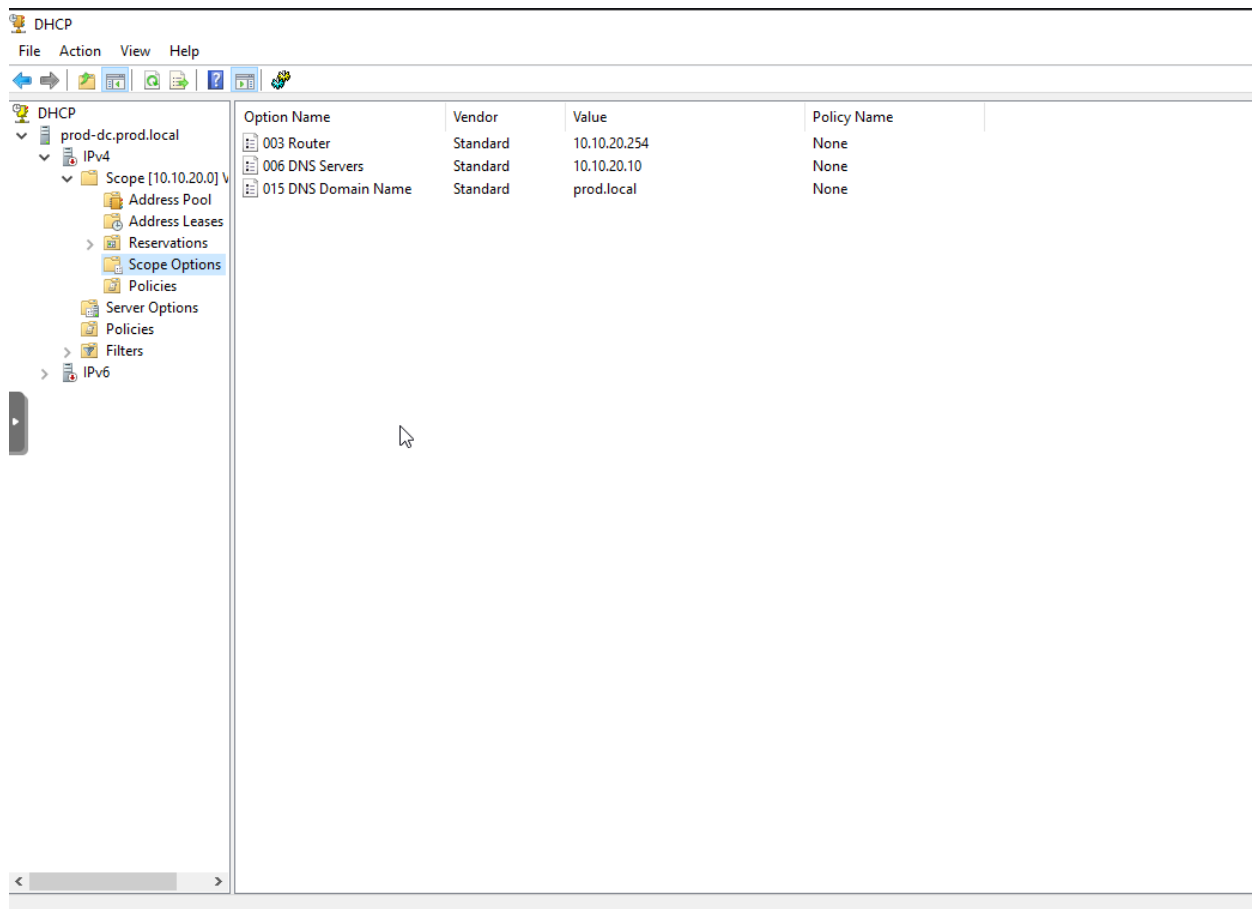 DHCP
File Action View Help
DHCP
prod-dc.prod.local
IPv4
Scope [10.10.20.0] V
Address Pool
Address Leases
Reservations
Scope Options
Policies
Server Options
Policies
Filters
IPv6
Option Name Vendor Value Policy Name
003 Router Standard 10.10.20.254 None
006 DNS Servers Standard 10.10.20.10 None
015 DNS Domain Name Standard prod.local None